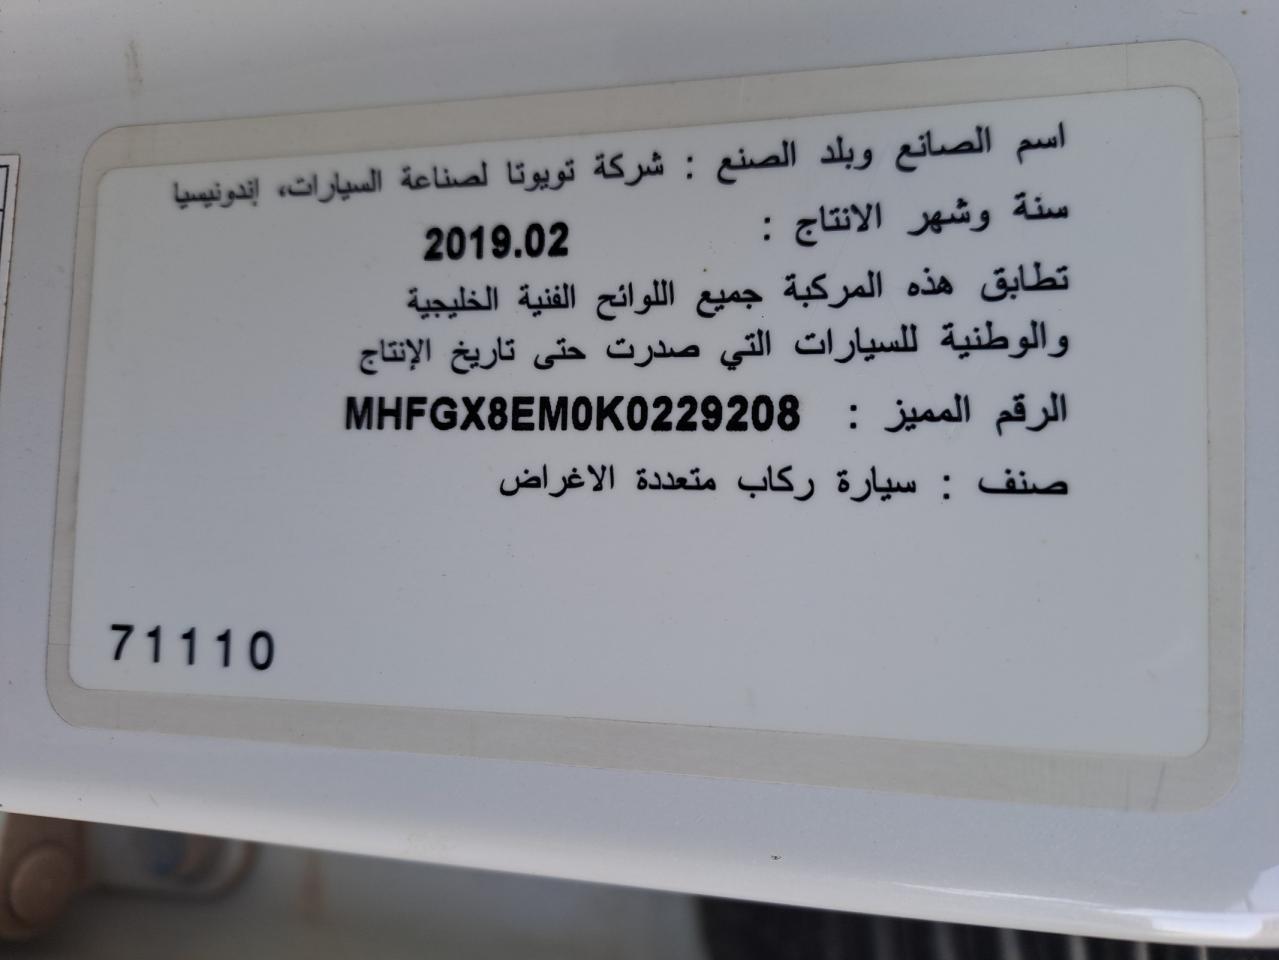 اسم الصانع وبلد الصنع : شركة تويوتا لصناعة السيارات، إندونيسيا
سنة وشهر الانتاج : 2019.02
تطابق هذه المركبة جميع اللوائح الفنية الخليجية
والوطنية للسيارات التي صدرت حتى تاريخ الإنتاج
الرقم المميز : MHFGX8EM0K0229208
صنف : سيارة ركاب متعددة الاغراض
71110